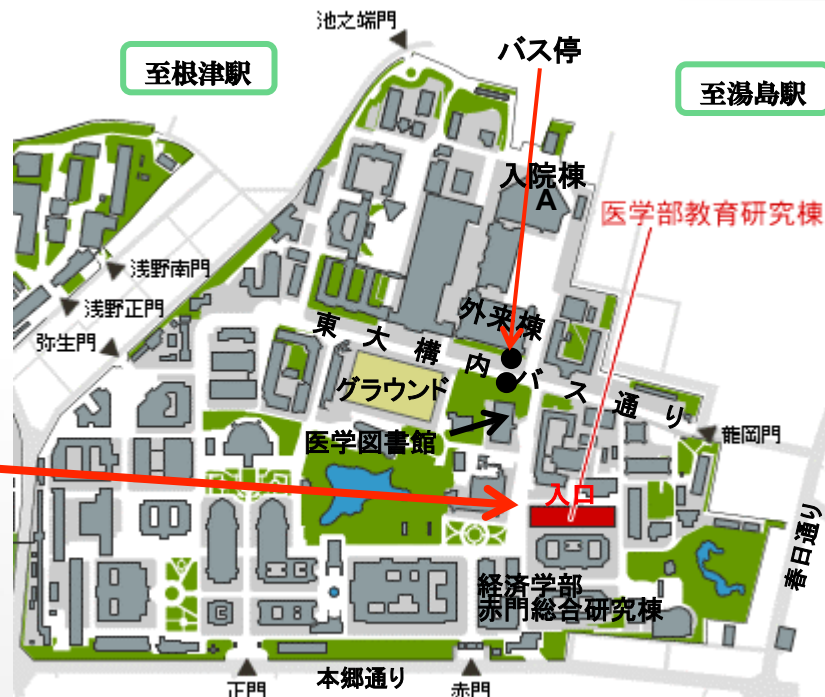 池之端門
至根津駅
バス停
至湯島駅
入院棟
A
医学部教育研究棟
浅野南門
浅野正門
弥生門
外来棟
東大構内バス通り
グラウンド
医学図書館
龍岡門
入口
春日通り
経済学部
赤門総合研究棟
本郷通り
正門
赤門